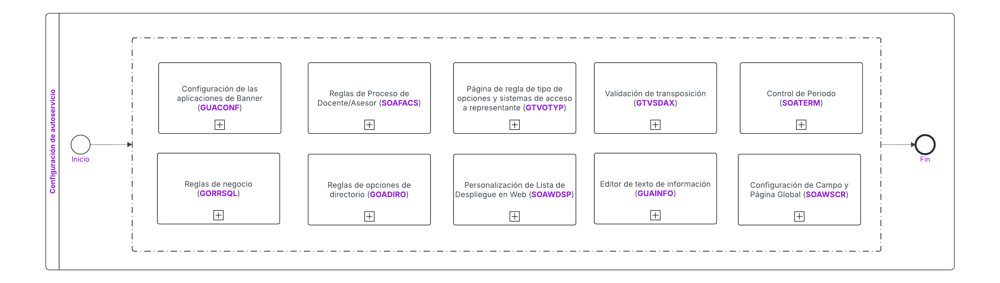 Configuración de autoservicio
Inicio
Configuración de las
aplicaciones de Banner
(GUACONF)
Reglas de Proceso de
Docente/Asesor (SOAFACS)
Página de regla de tipo de
opciones y sistemas de acceso
a representante (GTVOTYP)
Validación de transposición
(GTVSDAX)
Control de Periodo
(SOATERM)
Reglas de negocio
(GORRSQL)
Reglas de opciones de
directorio (GOADIRO)
Personalización de Lista de
Despliegue en Web (SOAWDSP)
Editor de texto de información
(GUAINFO)
Configuración de Campo y
Página Global (SOAWSCR)
Fin